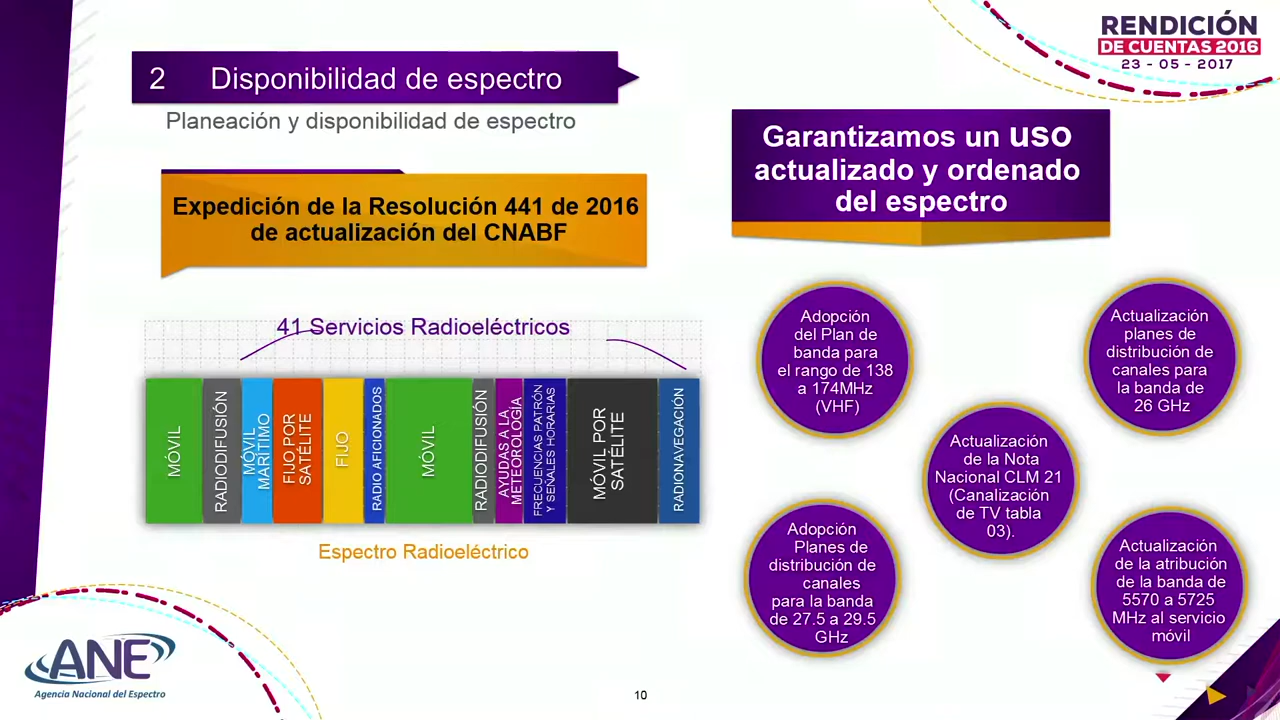 RENDICIÓN
DE CUENTAS 2016
23 - 05 - 2017
2 Disponibilidad de espectro
Planeación y disponibilidad de espectro
Expedición de la Resolución 441 de 2016
de actualización del CNABF
41 Servicios Radioeléctricos
MÓVIL
RADIODIFUSIÓN
MÓVIL
MARÍTIMO
FIJO POR
SATÉLITE
FIJO
RADIO AFICIONADOS
MÓVIL
RADIODIFUSIÓN
AYUDAS A LA
METEOROLOGÍA
FRECUENCIAS PATRÓN
Y SEÑALES HORARIAS
MÓVIL POR
SATÉLITE
RADIONAVEGACIÓN
Espectro Radioeléctrico
Garantizamos un uso
actualizado y ordenado
del espectro
Adopción
del Plan de
banda para
el rango de 138
a 174MHz
(VHF)
Actualización
planes de
distribución de
canales para
la banda de
26 GHz
Actualización
de la Nota
Nacional CLM 21
(Canalización
de TV tabla
03).
Adopción
Planes de
distribución de
canales
para la banda
de 27.5 a 29.5
GHz
Actualización
de la atribución
de la banda de
5570 a 5725
MHz al servicio
móvil
ANE
Agencia Nacional del Espectro
10